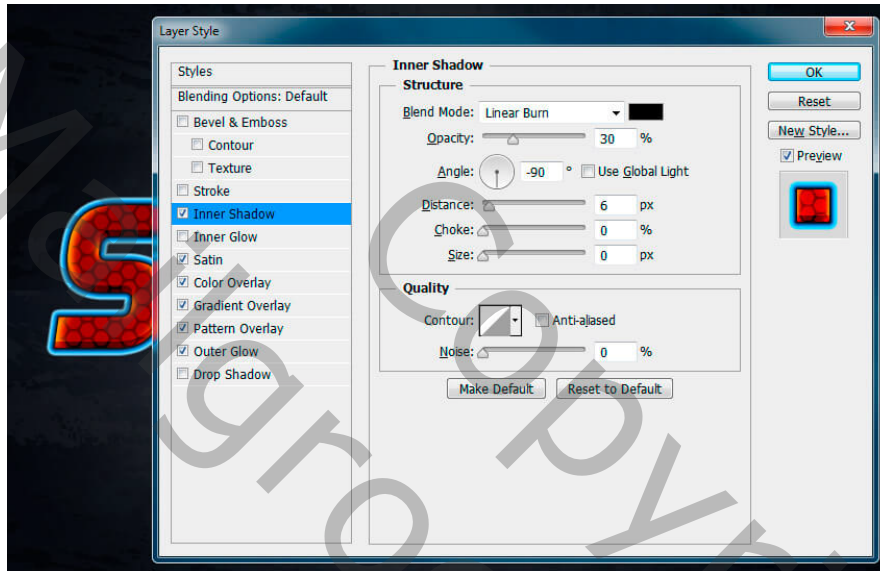 Layer Style
Styles
Blending Options: Default
Bevel & Emboss
Contour
Texture
Stroke
Inner Shadow
Inner Glow
Satin
Color Overlay
Gradient Overlay
Pattern Overlay
Outer Glow
Drop Shadow
Inner Shadow
Structure
Blend Mode: Linear Burn
Opacity: 30 %
Angle: -90 ° Use Global Light
Distance: 6 px
Choke: 0 %
Size: 0 px
Quality
Contour: Anti-aliased
Noise: 0 %
Make Default Reset to Default
OK
Reset
New Style...
Preview
S